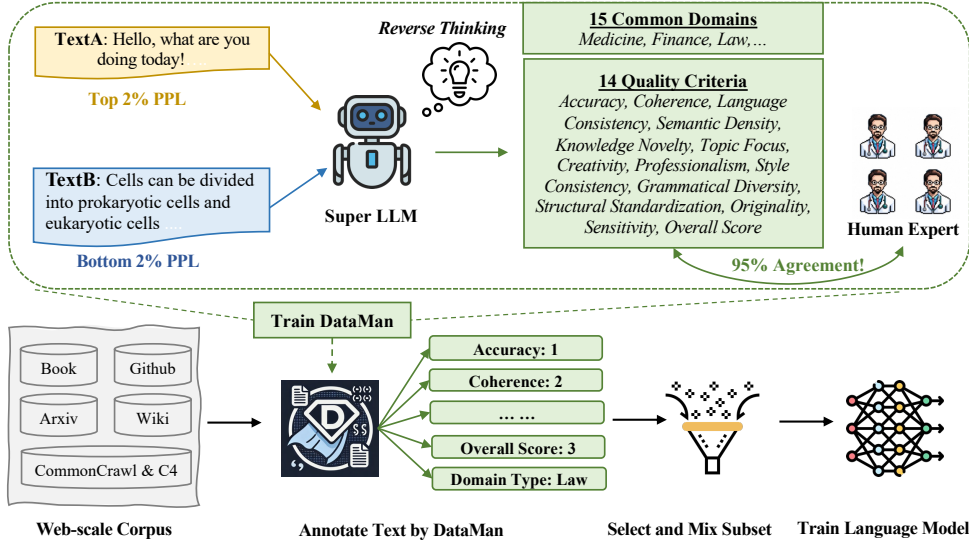 TextA: Hello, what are you
doing today! ....
Top 2% PPL
TextB: Cells can be divided
into prokaryotic cells and
eukaryotic cells ....
Bottom 2% PPL
Reverse Thinking
Super LLM
15 Common Domains
Medicine, Finance, Law,...
14 Quality Criteria
Accuracy, Coherence, Language
Consistency, Semantic Density,
Knowledge Novelty, Topic Focus,
Creativity, Professionalism, Style
Consistency, Grammatical Diversity,
Structural Standardization, Originality,
Sensitivity, Overall Score
Human Expert
95% Agreement!
Train DataMan
Book
Github
Arxiv
Wiki
CommonCrawl & C4
Web-scale Corpus
D
$$
Annotate Text by DataMan
Accuracy: 1
Coherence: 2
... ...
Overall Score: 3
Domain Type: Law
Select and Mix Subset
Train Language Model